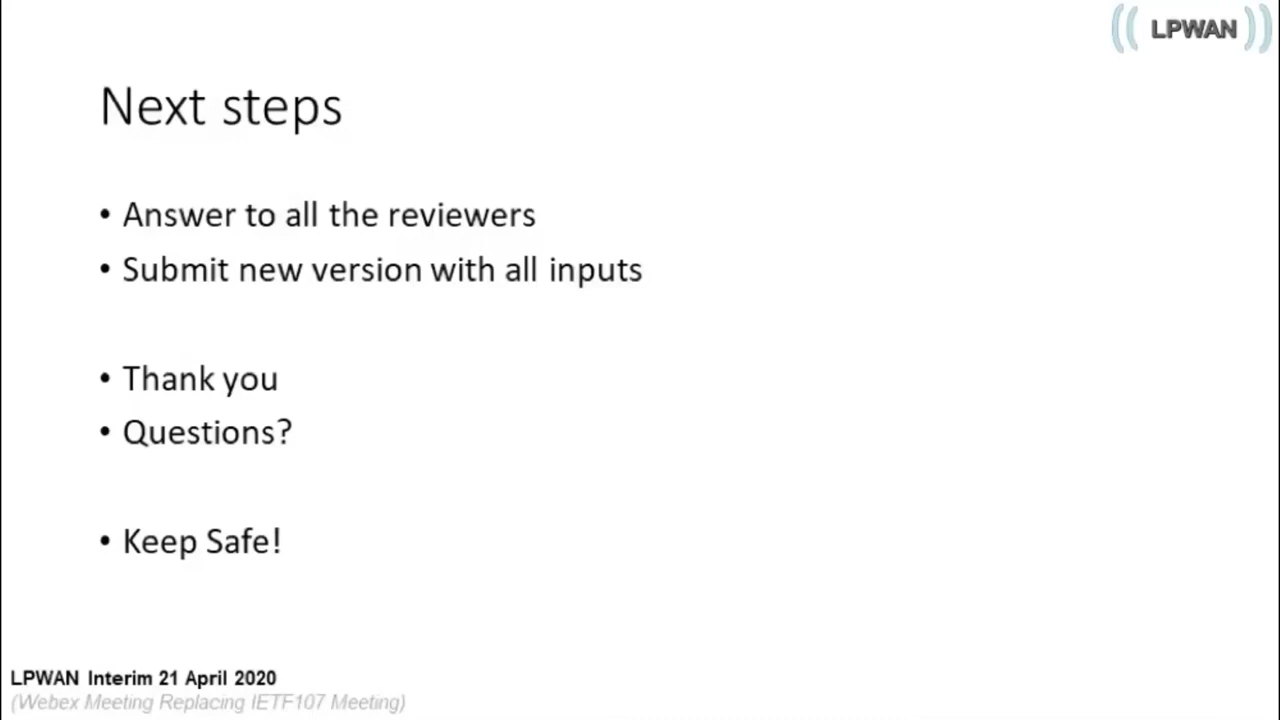 LPWAN
Next steps
• Answer to all the reviewers
• Submit new version with all inputs
• Thank you
• Questions?
• Keep Safe!
LPWAN Interim 21 April 2020
(Webex Meeting Replacing IETF107 Meeting)